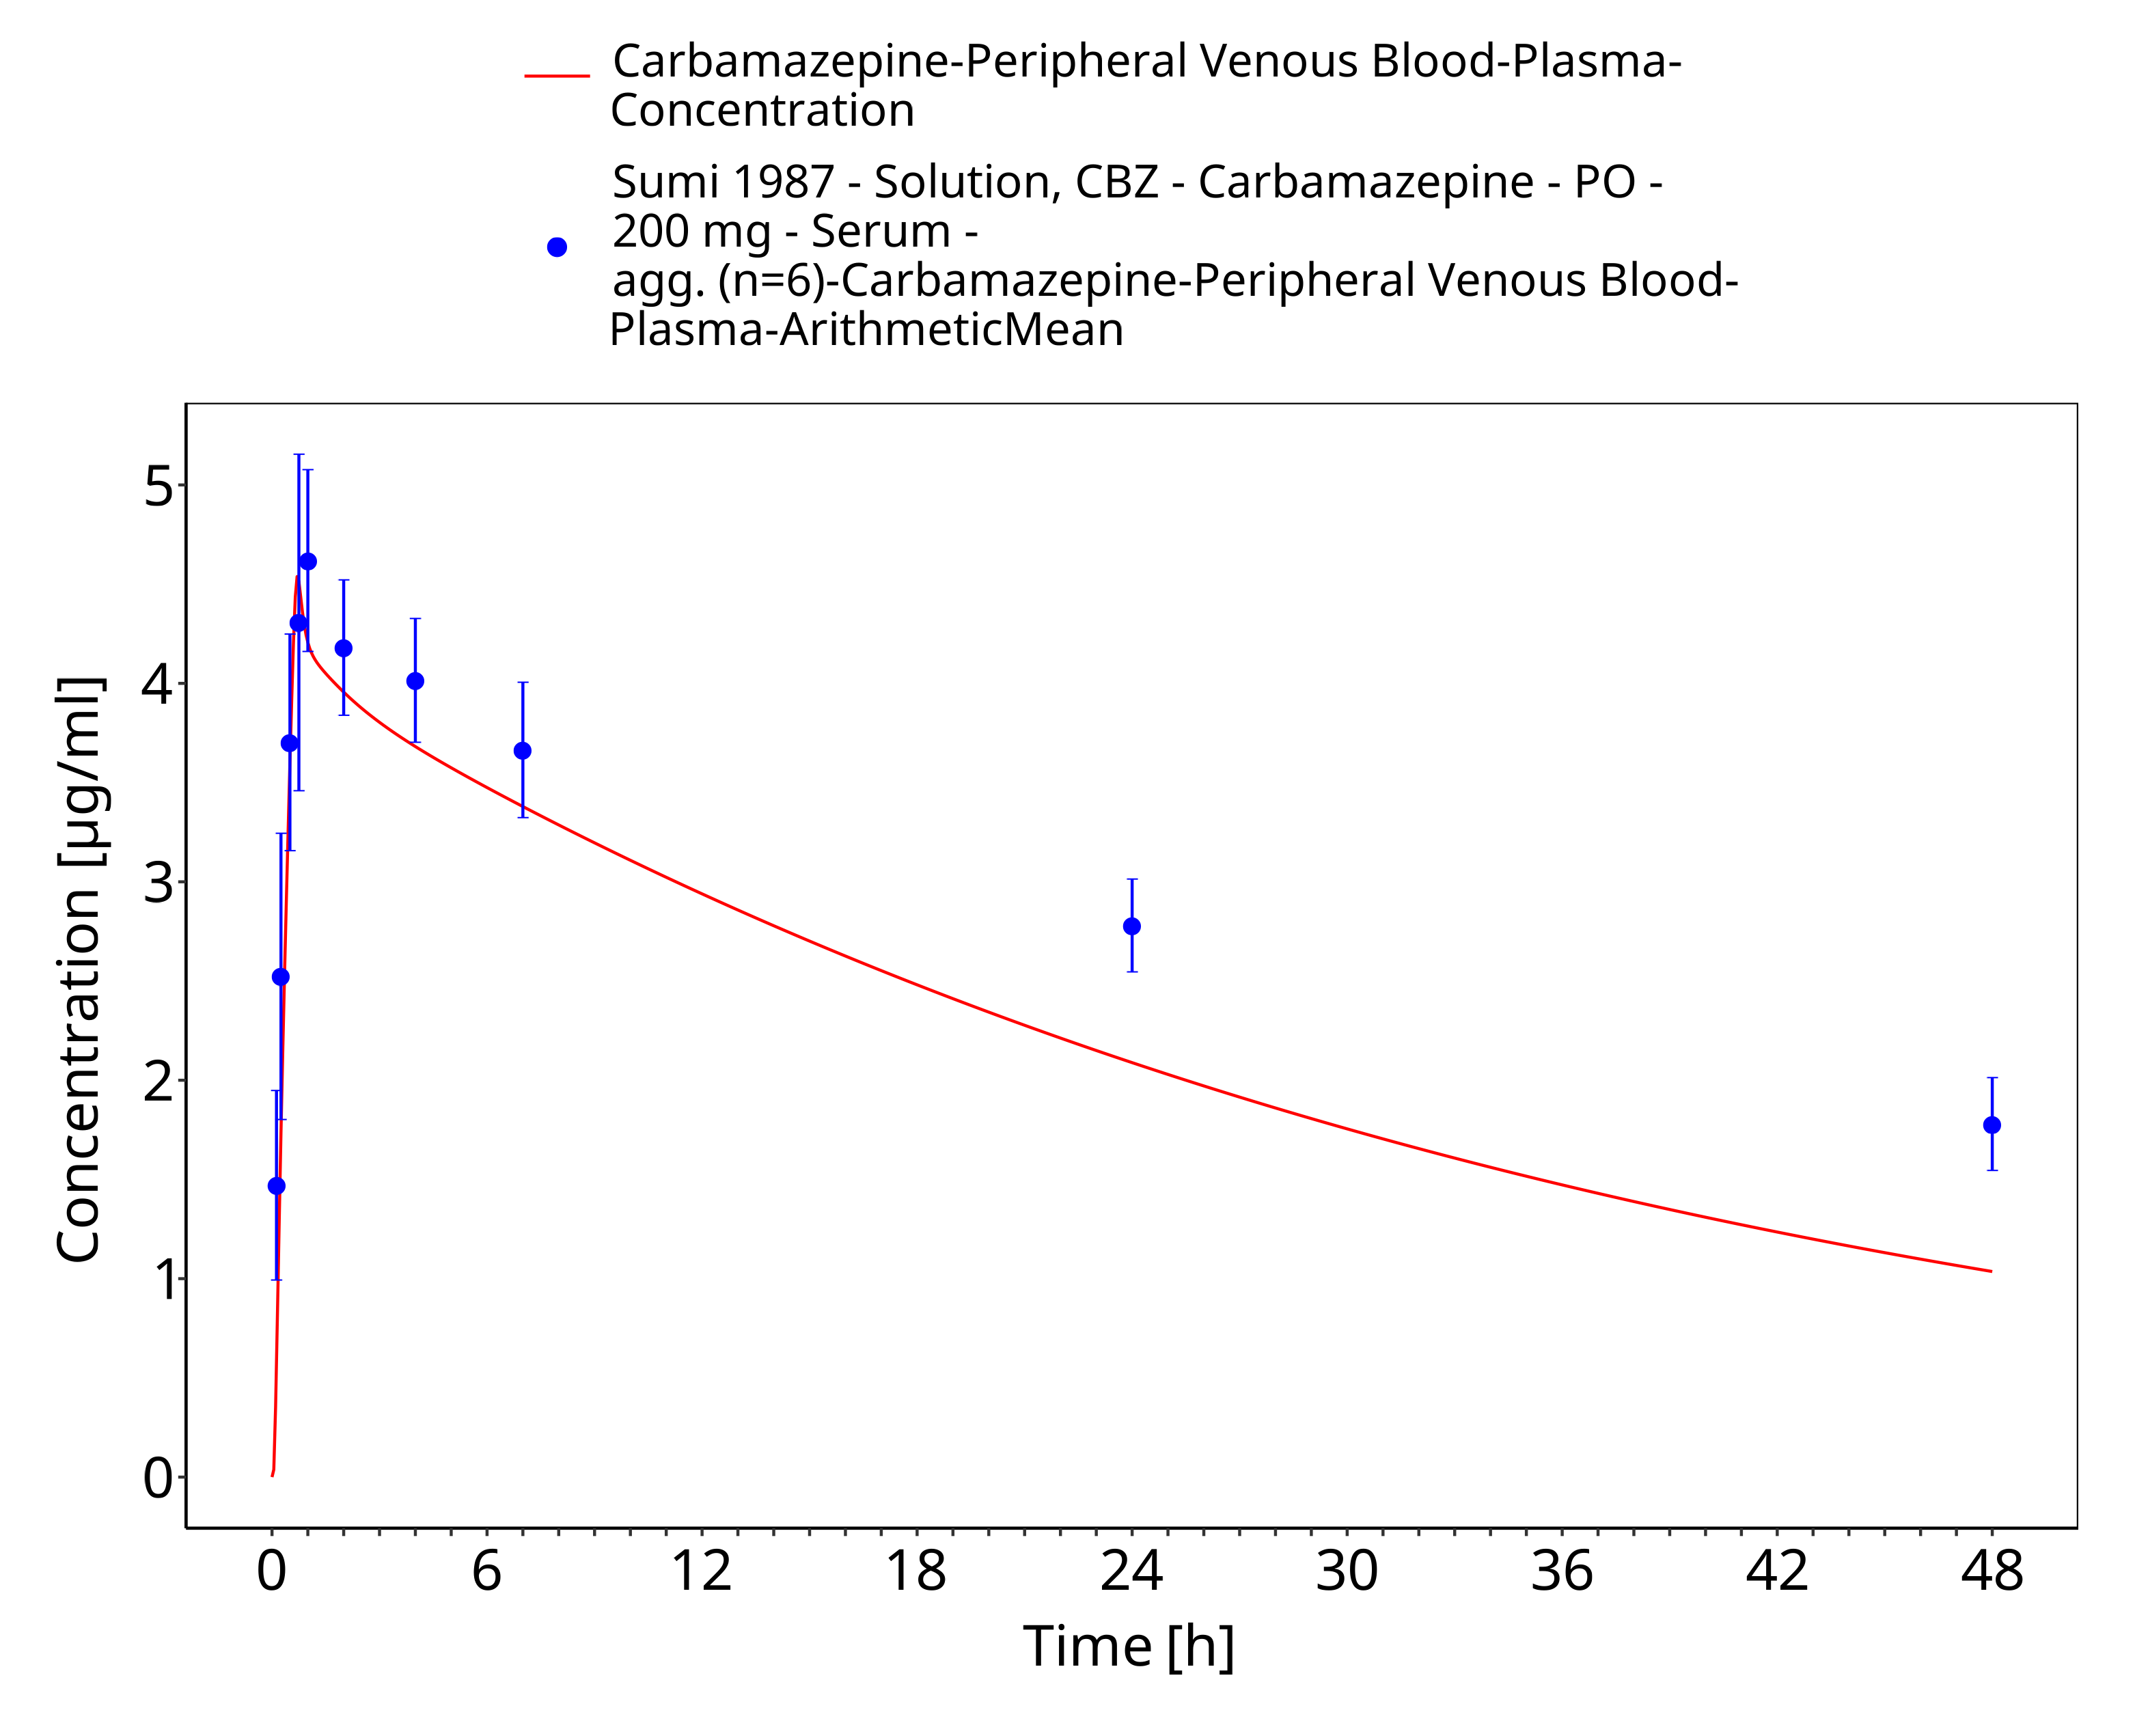 Carbamazepine-Peripheral Venous Blood-Plasma-
Concentration
Sumi 1987 - Solution, CBZ - Carbamazepine - PO -
200 mg - Serum -
agg. (n=6)-Carbamazepine-Peripheral Venous Blood-
Plasma-ArithmeticMean
5
4
3
2
1
0
Concentration [µg/ml]
0 6 12 18 24 30 36 42 48
Time [h]